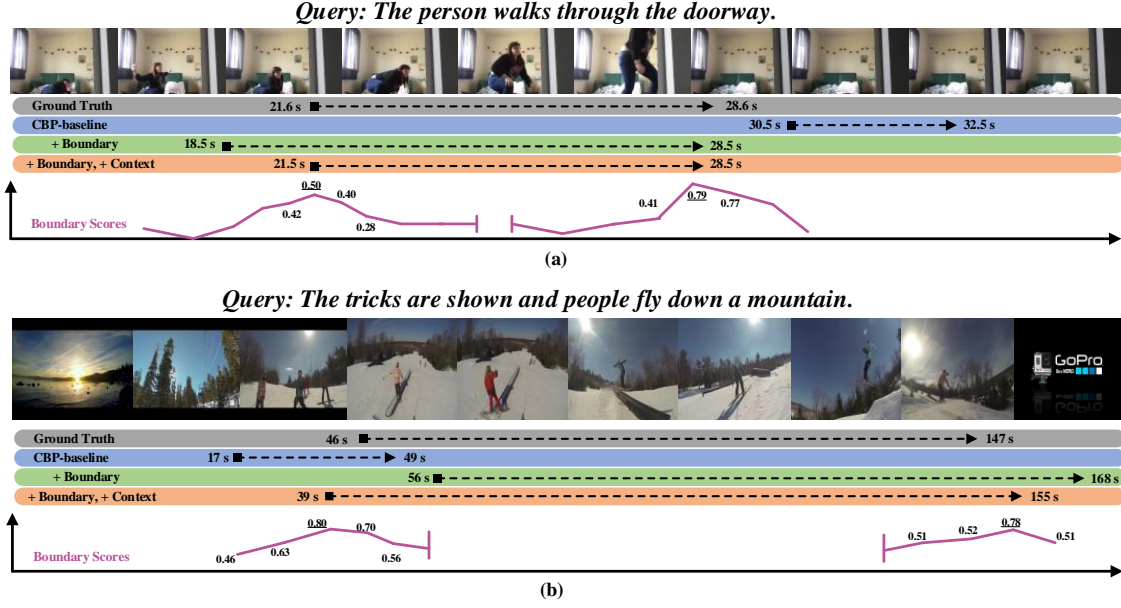 Query: The person walks through the doorway.
Ground Truth 21.6 s 28.6 s
CBP-baseline 30.5 s 32.5 s
+ Boundary 18.5 s 28.5 s
+ Boundary, + Context 21.5 s 28.5 s
Boundary Scores 0.42 0.50 0.40 0.28 0.41 0.79 0.77
(a)
Query: The tricks are shown and people fly down a mountain.
GoPro
Be a HERO.
Ground Truth 46 s 147 s
CBP-baseline 17 s 49 s
+ Boundary 56 s 168 s
+ Boundary, + Context 39 s 155 s
Boundary Scores 0.46 0.63 0.80 0.70 0.56 0.51 0.52 0.78 0.51
(b)